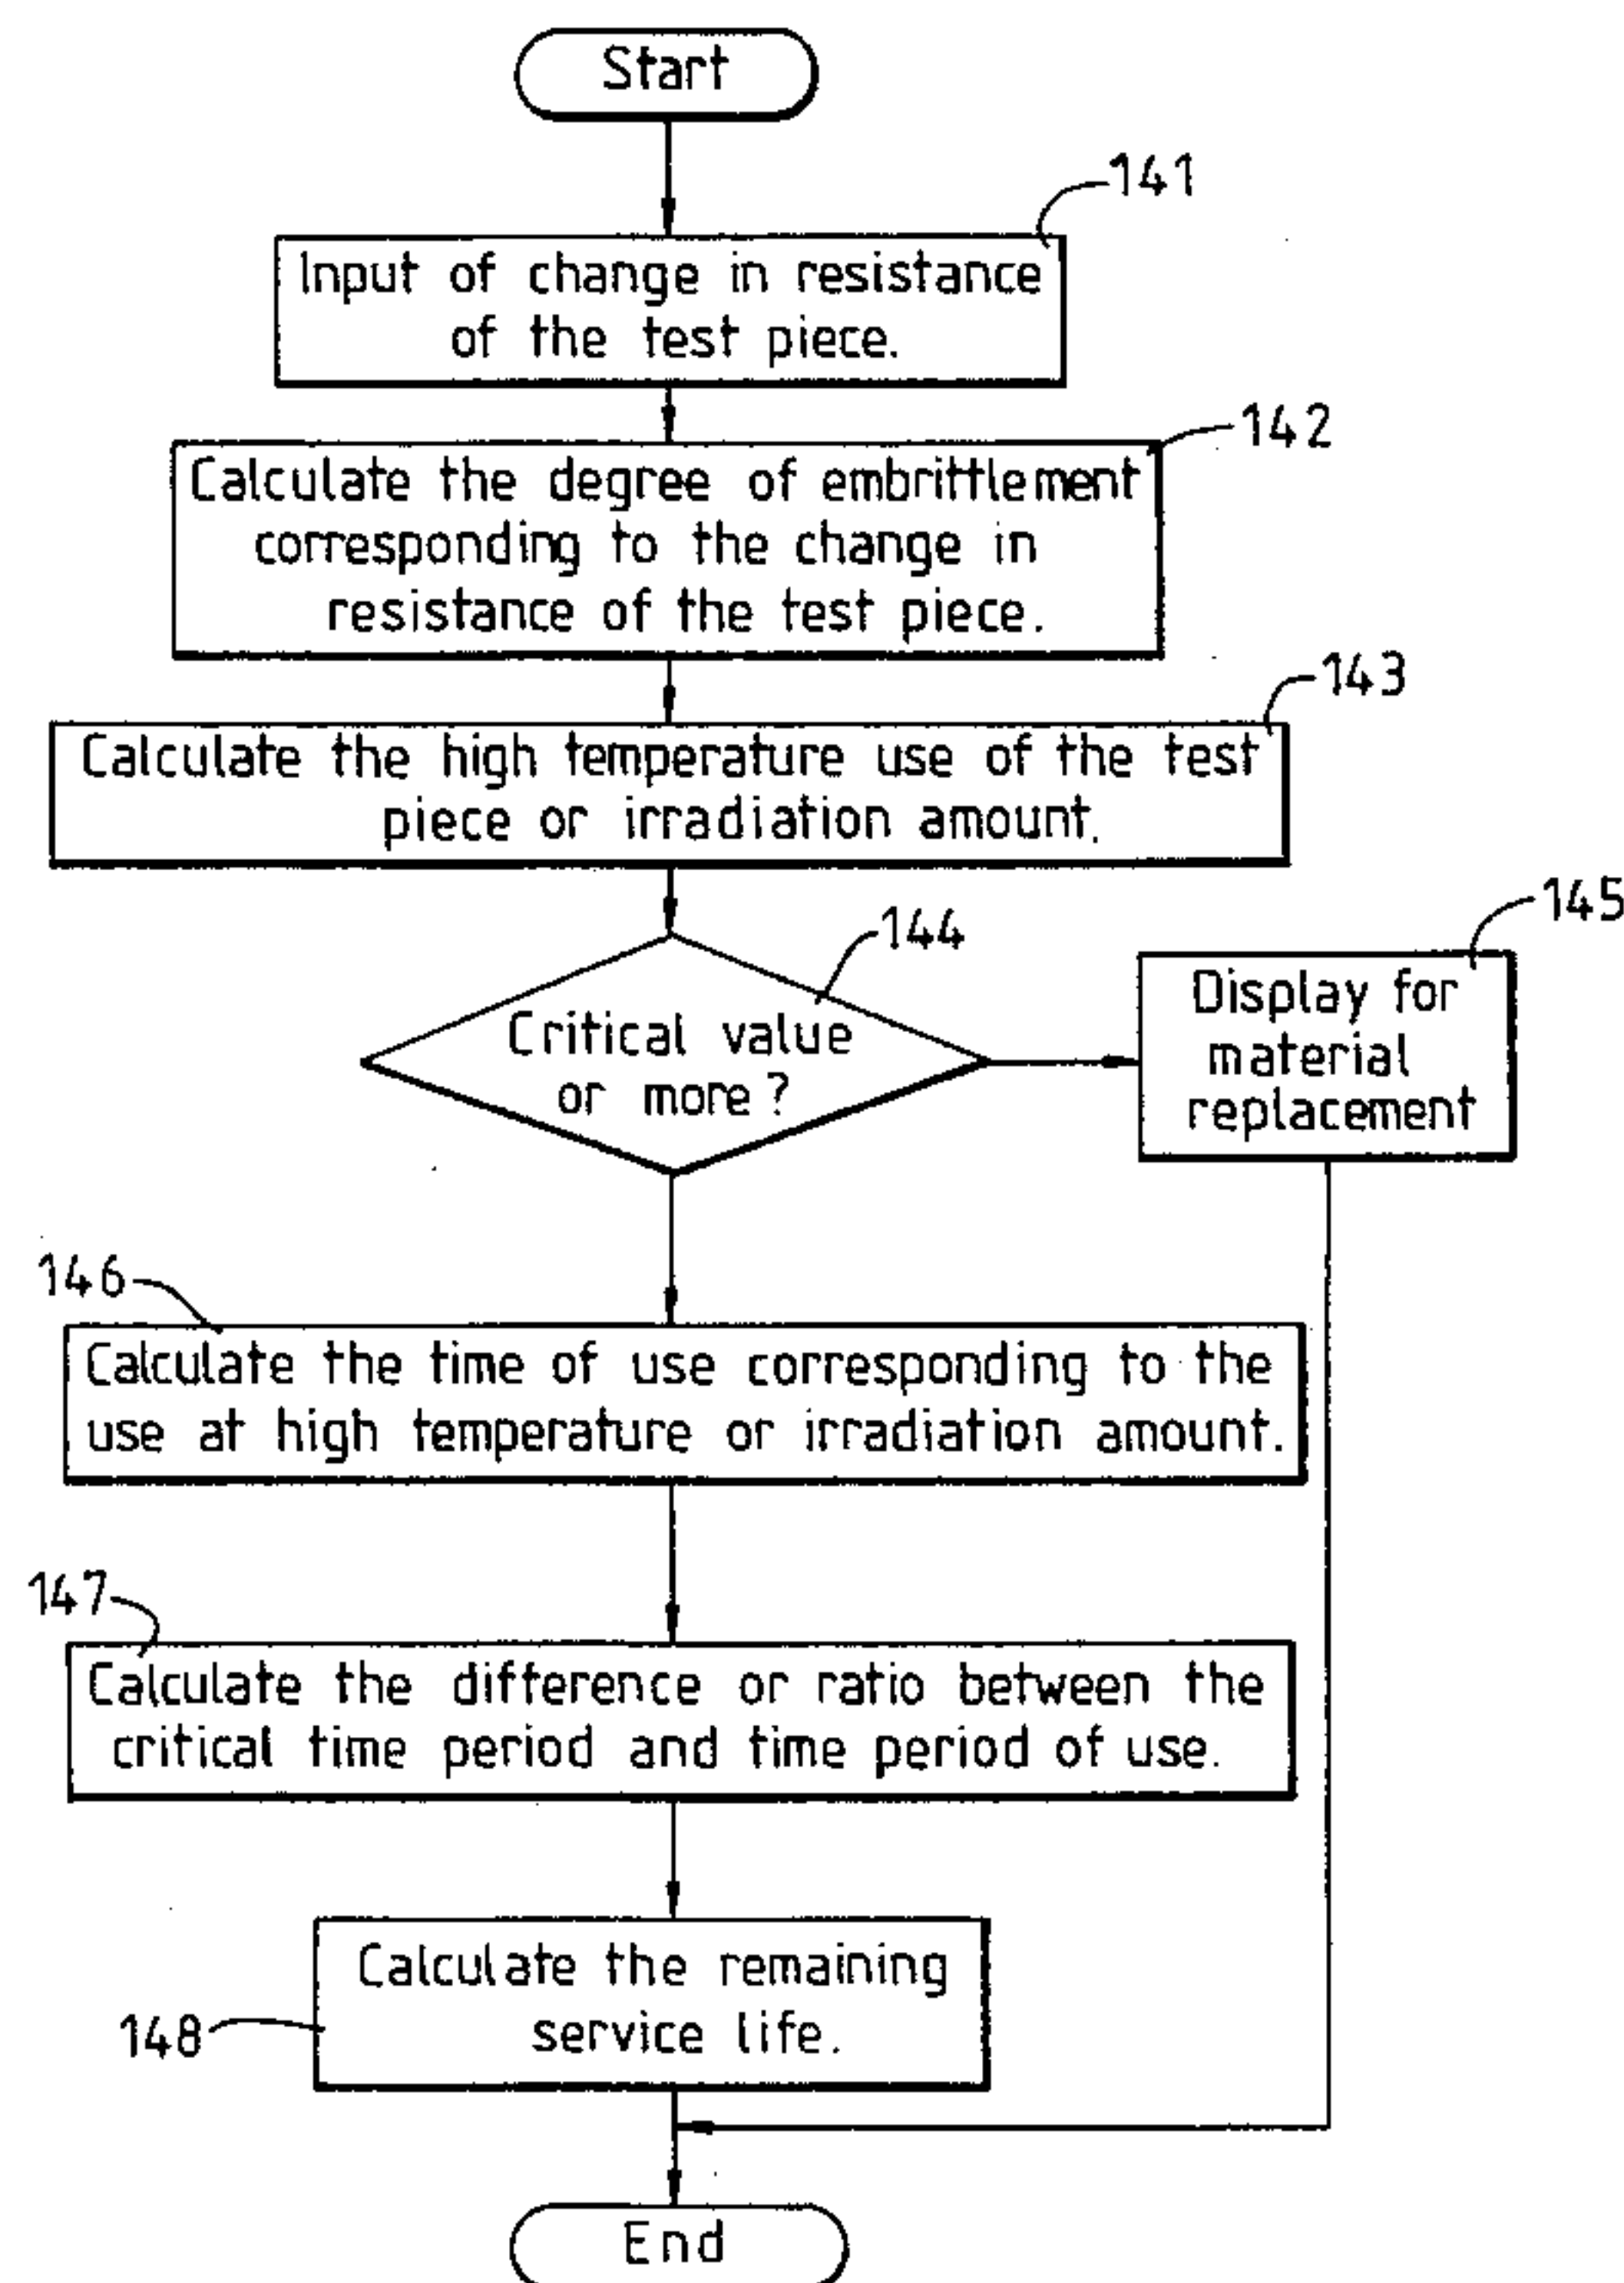 Start
141
Input of change in resistance
of the test piece.
142
Calculate the degree of embrittlement
corresponding to the change in
resistance of the test piece.
143
Calculate the high temperature use of the test
piece or irradiation amount.
144
Critical value
or more?
145
Display for
material
replacement
146
Calculate the time of use corresponding to the
use at high temperature or irradiation amount.
147
Calculate the difference or ratio between the
critical time period and time period of use.
148
Calculate the remaining
service life.
End